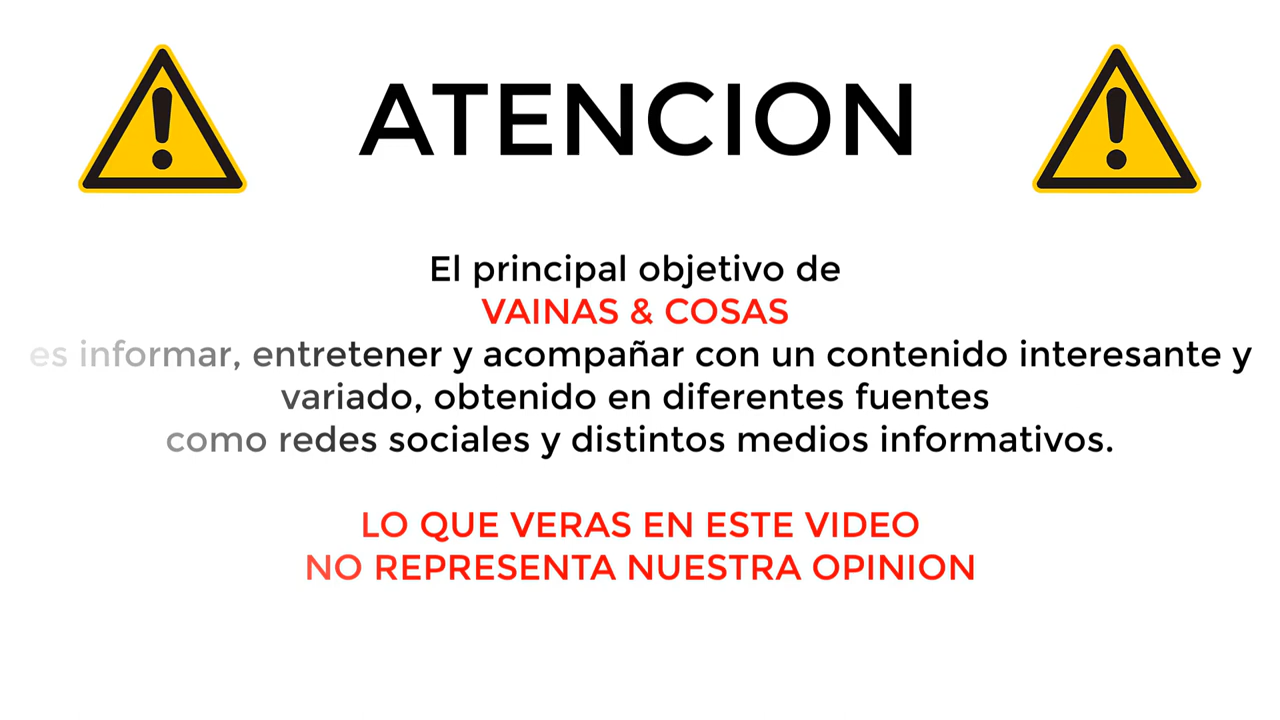 ATENCION
El principal objetivo de
VAINAS & COSAS
es informar, entretener y acompañar con un contenido interesante y
variado, obtenido en diferentes fuentes
como redes sociales y distintos medios informativos.
LO QUE VERAS EN ESTE VIDEO
NO REPRESENTA NUESTRA OPINION